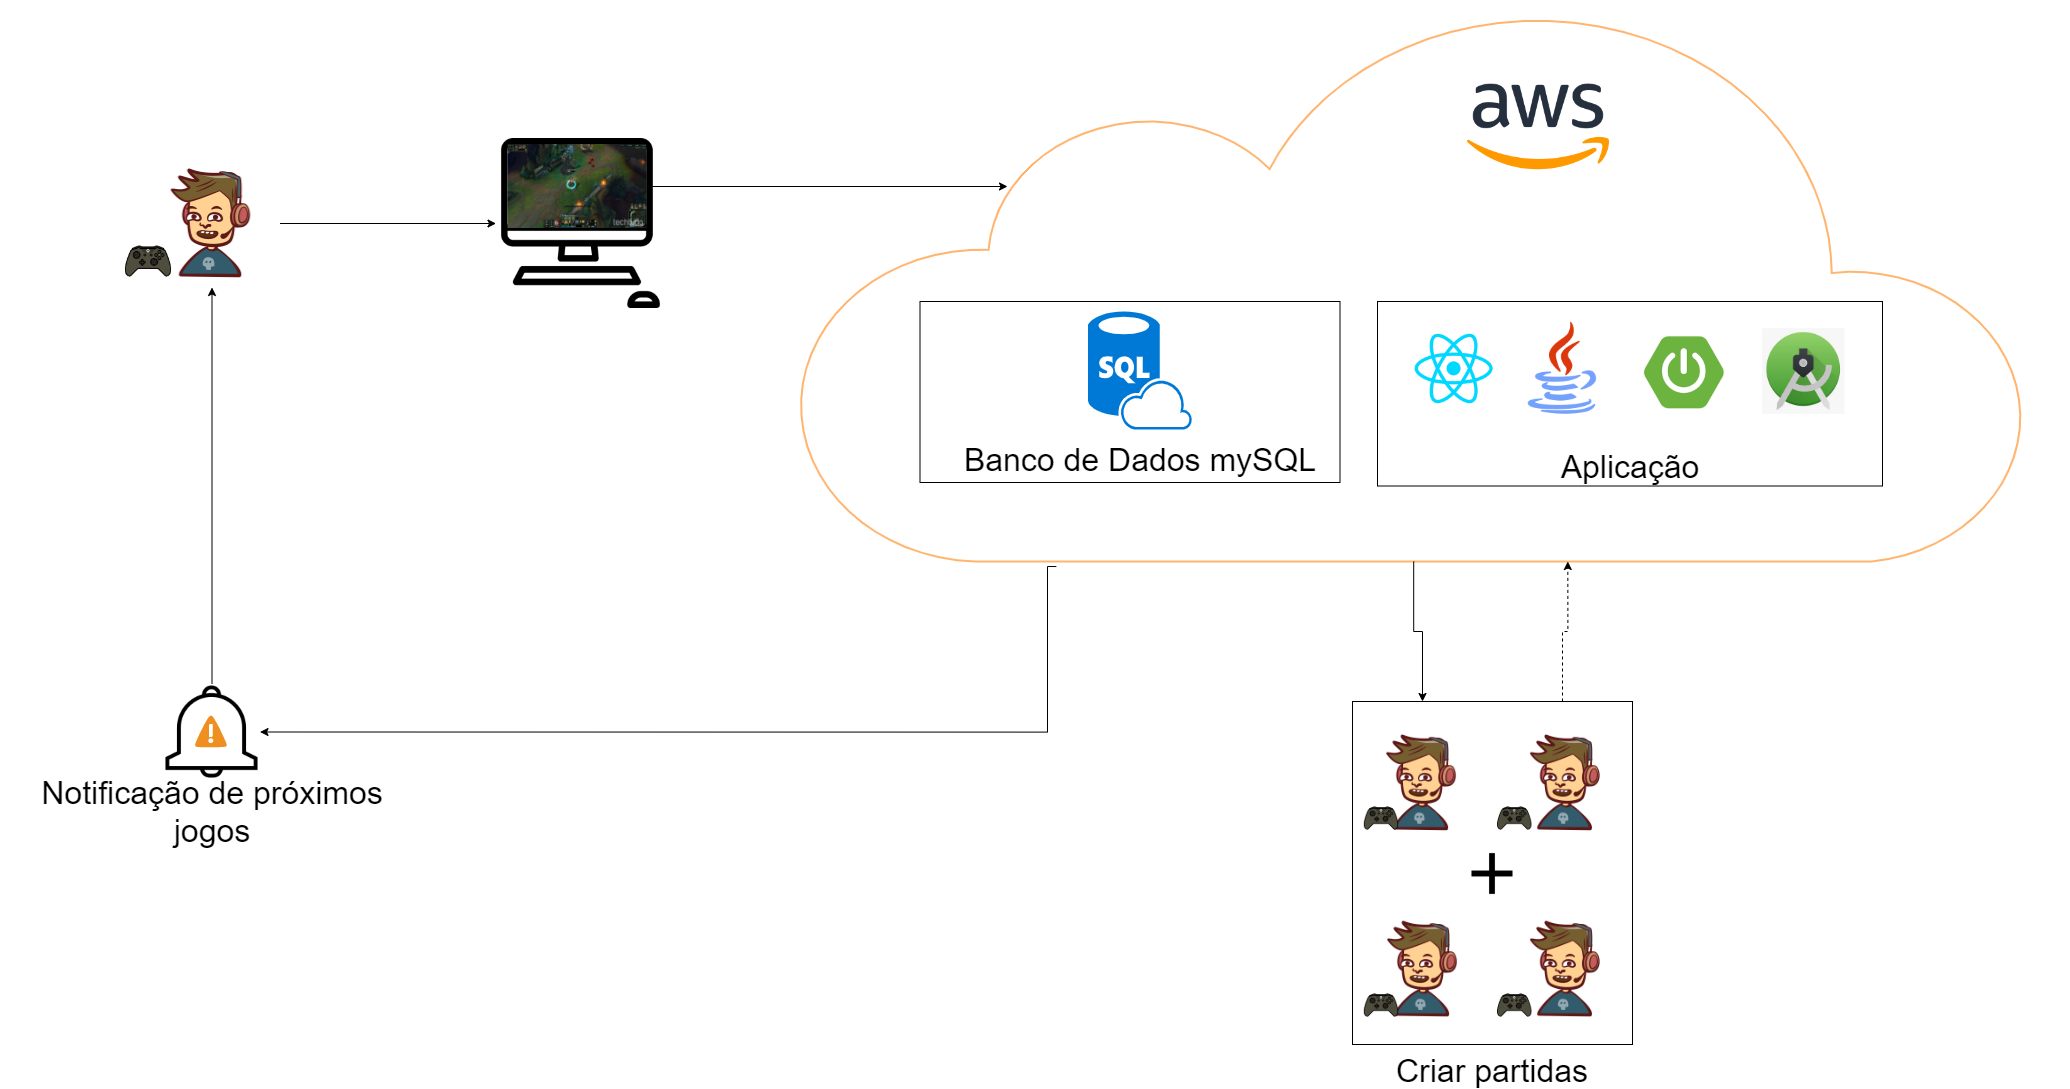 aws
SQL
Banco de Dados mySQL
Aplicação
Notificação de próximos
jogos
Criar partidas